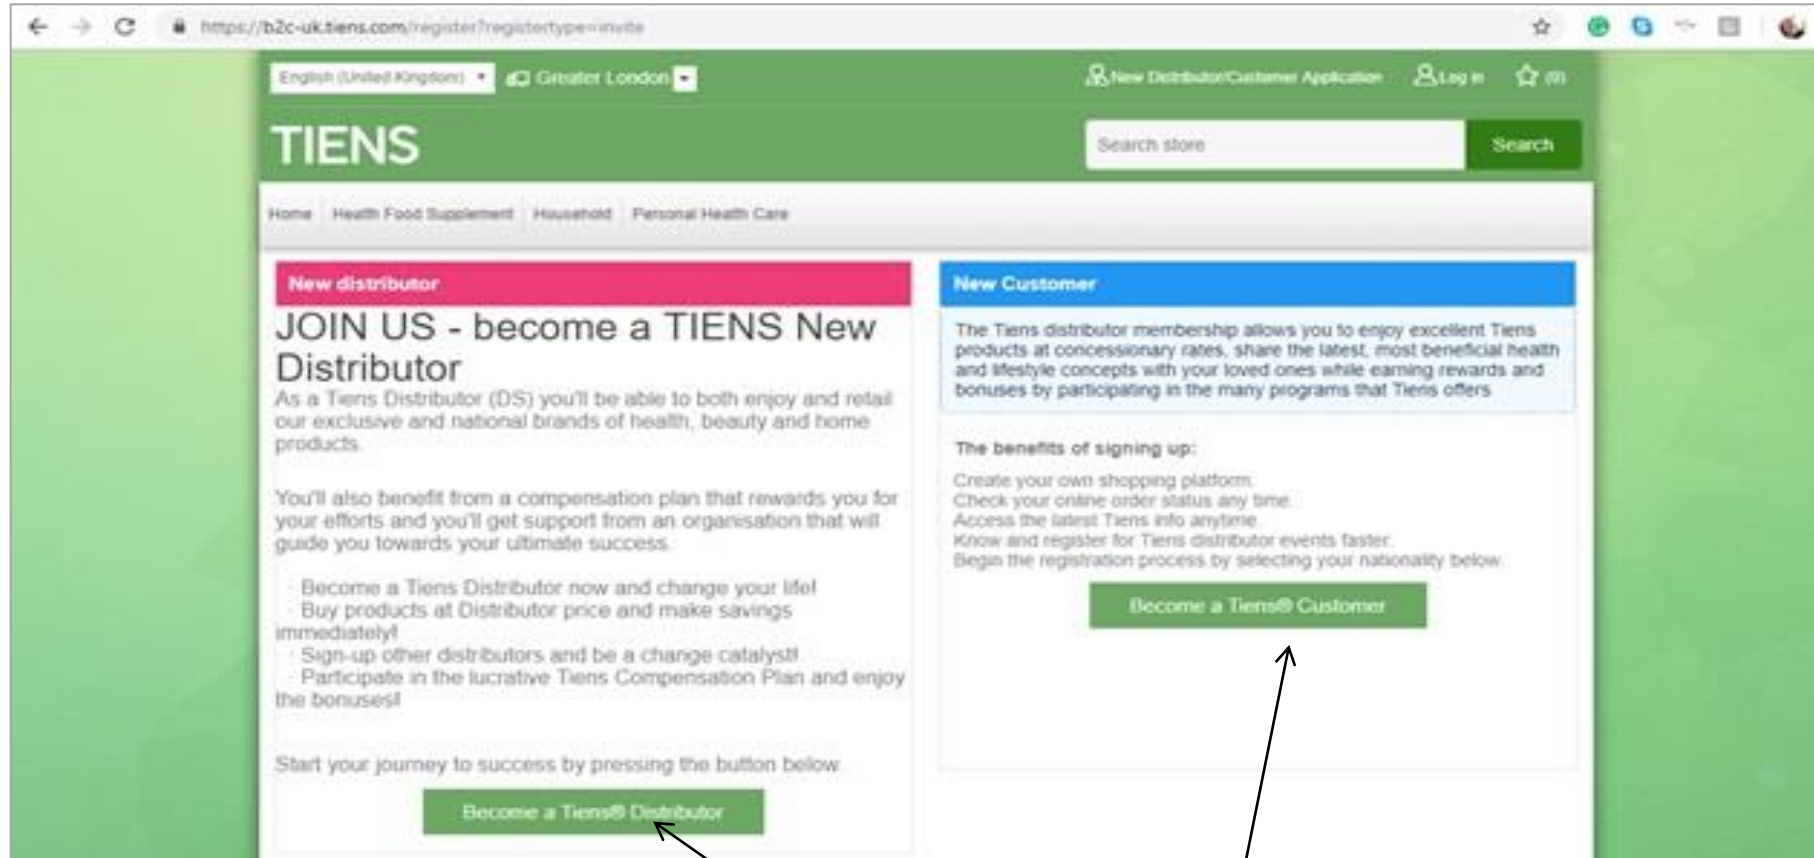 https://b2c-uk.tiens.com/register?registertype=invite
English (United Kingdom) Greater London New Distributor/Customer Application Log in (0)
TIENS Search store Search
Home Health Food Supplement Household Personal Health Care
New distributor
JOIN US - become a TIENS New
Distributor
As a Tiens Distributor (DS) you'll be able to both enjoy and retail
our exclusive and national brands of health, beauty and home
products.
You'll also benefit from a compensation plan that rewards you for
your efforts and you'll get support from an organisation that will
guide you towards your ultimate success.
· Become a Tiens Distributor now and change your life!
· Buy products at Distributor price and make savings
immediately!
· Sign-up other distributors and be a change catalyst!
· Participate in the lucrative Tiens Compensation Plan and enjoy
the bonuses!
Start your journey to success by pressing the button below.
Become a Tiens® Distributor
New Customer
The Tiens distributor membership allows you to enjoy excellent Tiens
products at concessionary rates, share the latest, most beneficial health
and lifestyle concepts with your loved ones while earning rewards and
bonuses by participating in the many programs that Tiens offers
The benefits of signing up:
Create your own shopping platform.
Check your online order status any time.
Access the latest Tiens info anytime.
Know and register for Tiens distributor events faster.
Begin the registration process by selecting your nationality below.
Become a Tiens® Customer